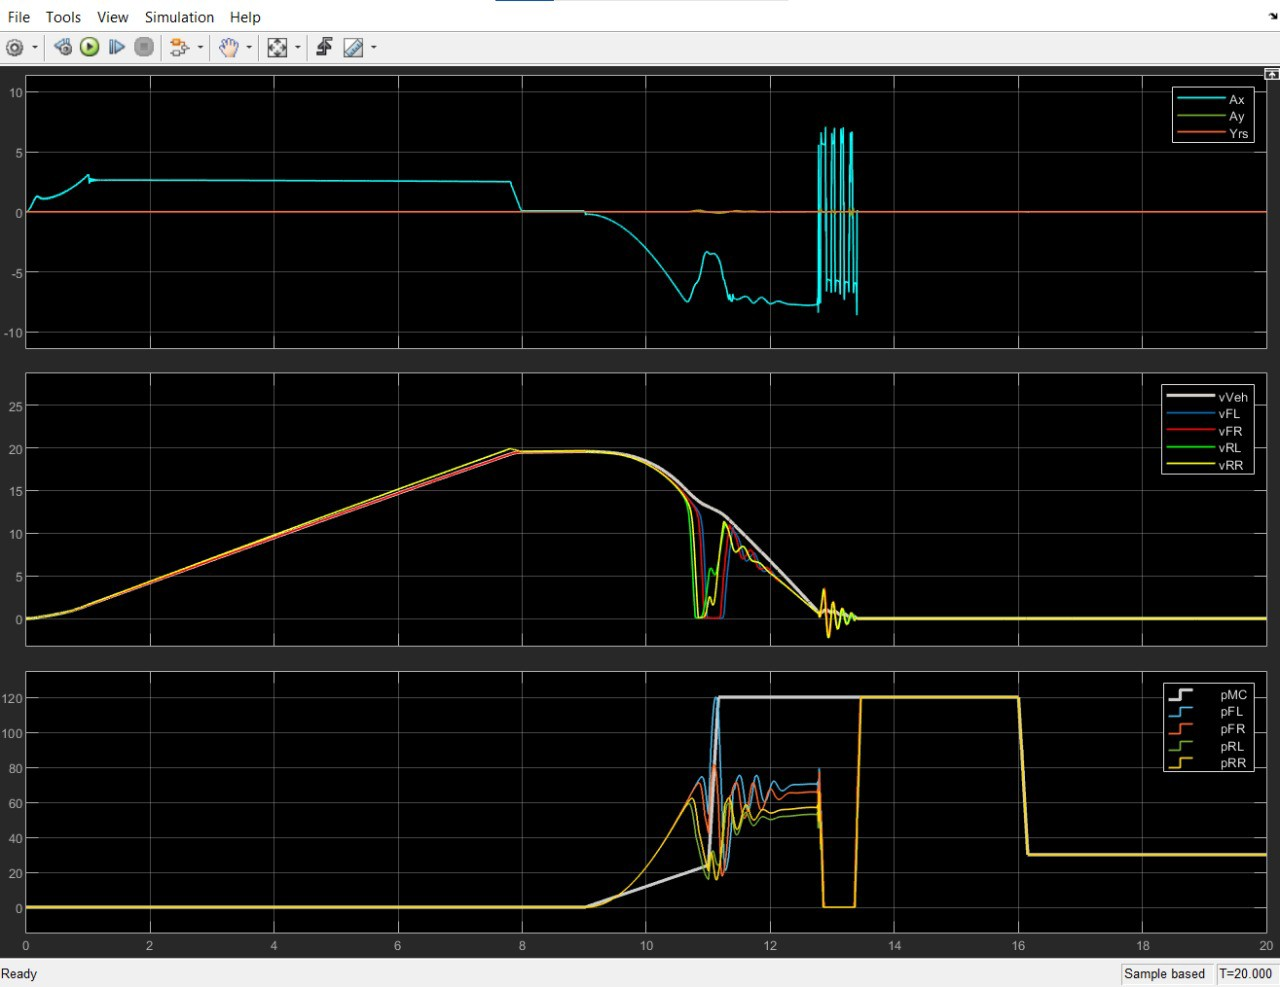 File Tools View Simulation Help
10
5
0
-5
-10
Ax
Ay
Yrs
25
20
15
10
5
0
vVeh
vFL
vFR
vRL
vRR
120
100
80
60
40
20
0
pMC
pFL
pFR
pRL
pRR
0 2 4 6 8 10 12 14 16 18 20
Ready Sample based T=20.000